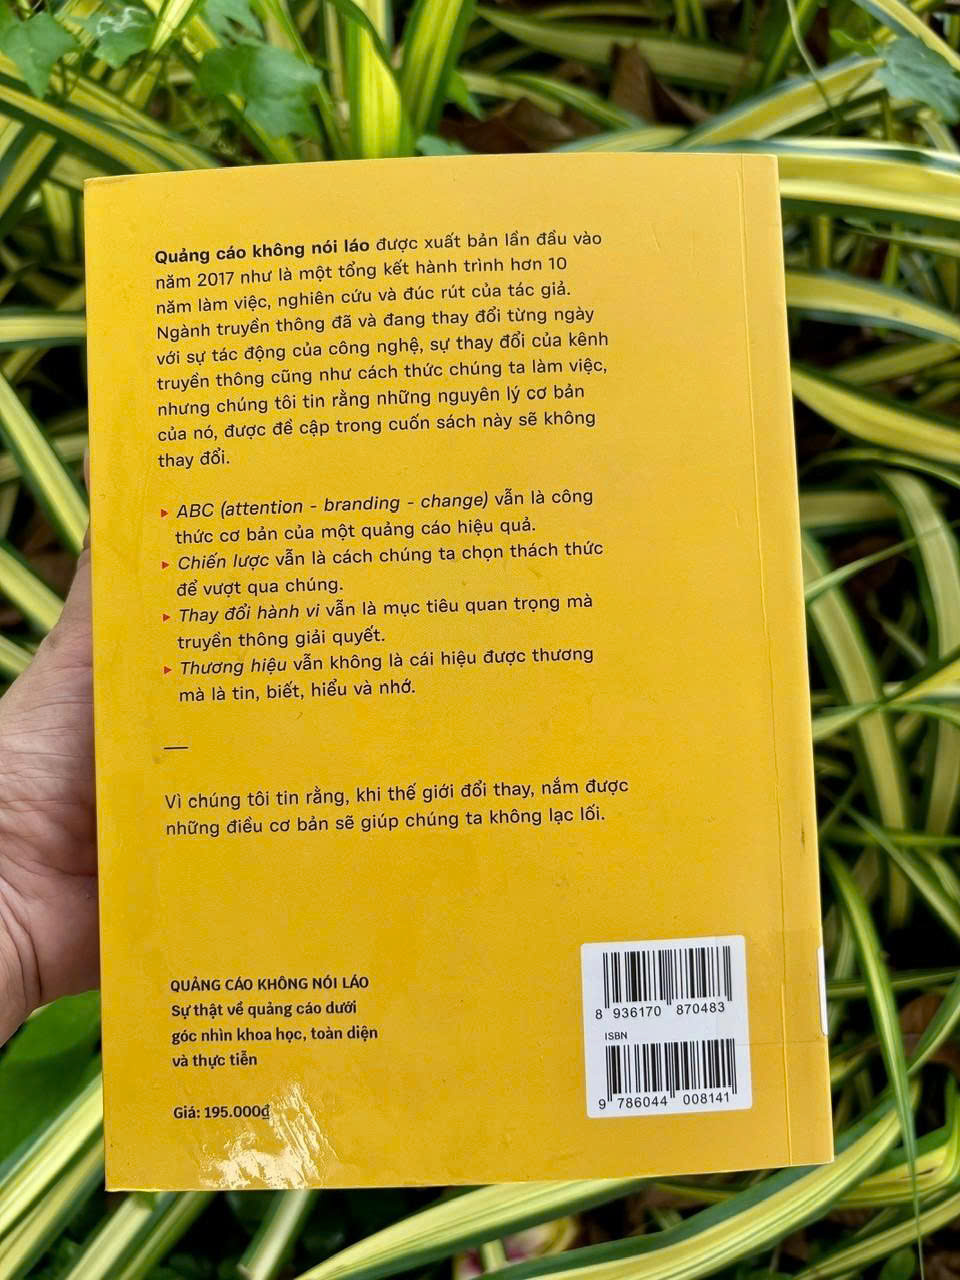 Quảng cáo không nói láo được xuất bản lần đầu vào
năm 2017 như là một tổng kết hành trình hơn 10
năm làm việc, nghiên cứu và đúc rút của tác giả.
Ngành truyền thông đã và đang thay đổi từng ngày
với sự tác động của công nghệ, sự thay đổi của kênh
truyền thông cũng như cách thức chúng ta làm việc,
nhưng chúng tôi tin rằng những nguyên lý cơ bản
của nó, được đề cập trong cuốn sách này sẽ không
thay đổi.
ABC (attention - branding - change) vẫn là công
thức cơ bản của một quảng cáo hiệu quả.
Chiến lược vẫn là cách chúng ta chọn thách thức
để vượt qua chúng.
Thay đổi hành vi vẫn là mục tiêu quan trọng mà
truyền thông giải quyết.
Thương hiệu vẫn không là cái hiệu được thương
mà là tin, biết, hiểu và nhớ.
Vì chúng tôi tin rằng, khi thế giới đổi thay, nắm được
những điều cơ bản sẽ giúp chúng ta không lạc lối.
QUẢNG CÁO KHÔNG NÓI LÁO
Sự thật về quảng cáo dưới
góc nhìn khoa học, toàn diện
và thực tiễn
Giá: 195.000₫
8 936170 870483
ISBN
9 786044 008141